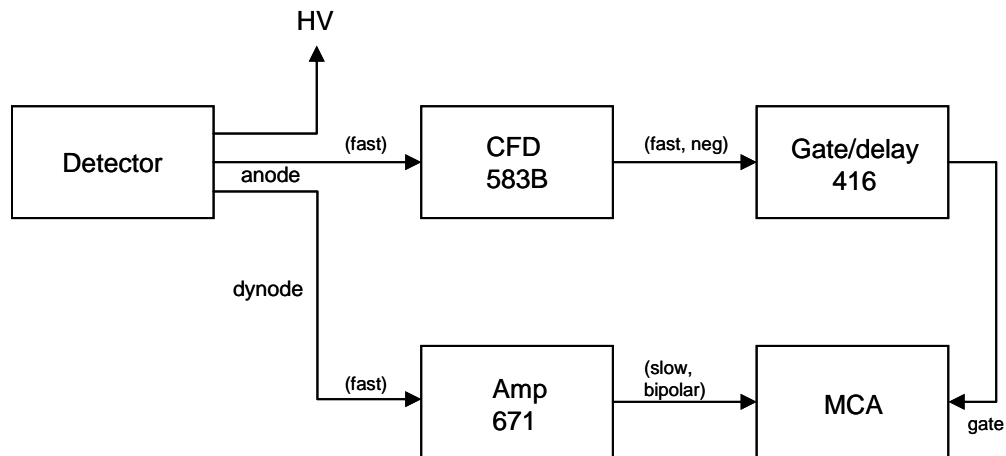 HV
Detector
(fast)
anode
CFD
583B
(fast, neg)
Gate/delay
416
dynode
(fast)
Amp
671
(slow,
bipolar)
MCA
gate